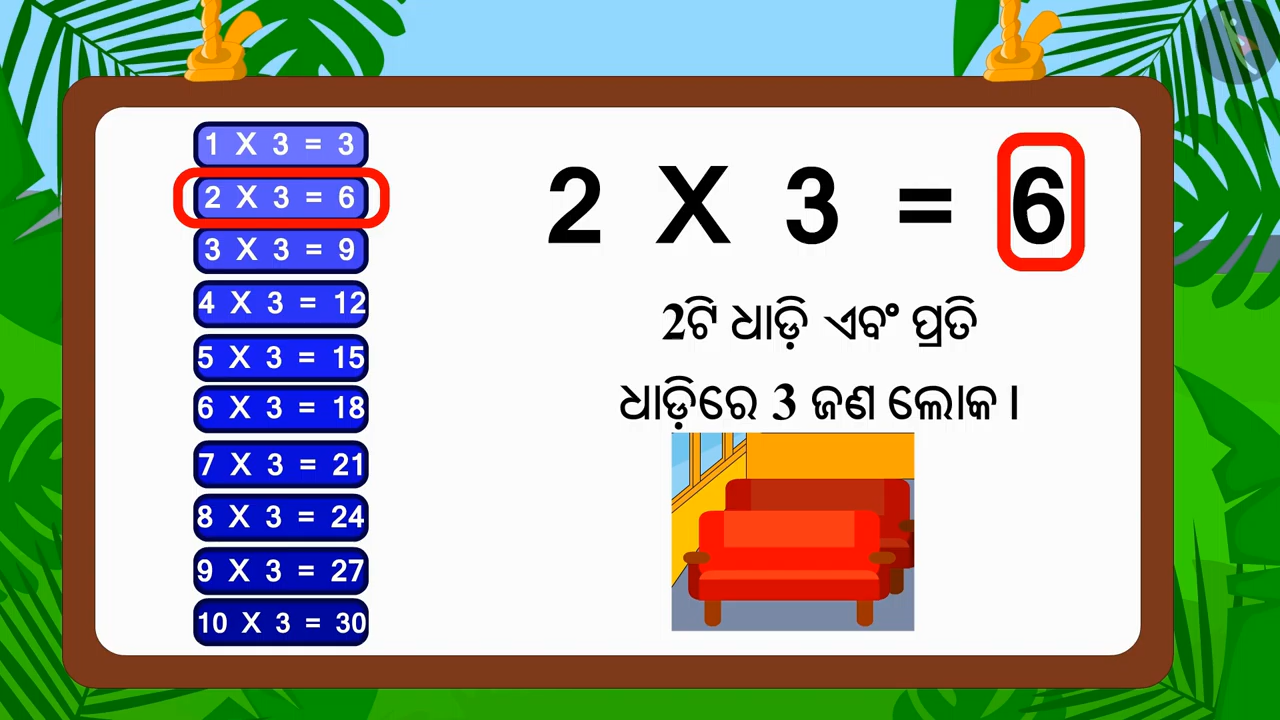 1 X 3 = 3
2 X 3 = 6
3 X 3 = 9
4 X 3 = 12
5 X 3 = 15
6 X 3 = 18
7 X 3 = 21
8 X 3 = 24
9 X 3 = 27
10 X 3 = 30
2 X 3 = 6
2ଟି ଧାଡ଼ି ଏବଂ ପ୍ରତି
ଧାଡ଼ିରେ 3 ଜଣ ଲୋକ ।